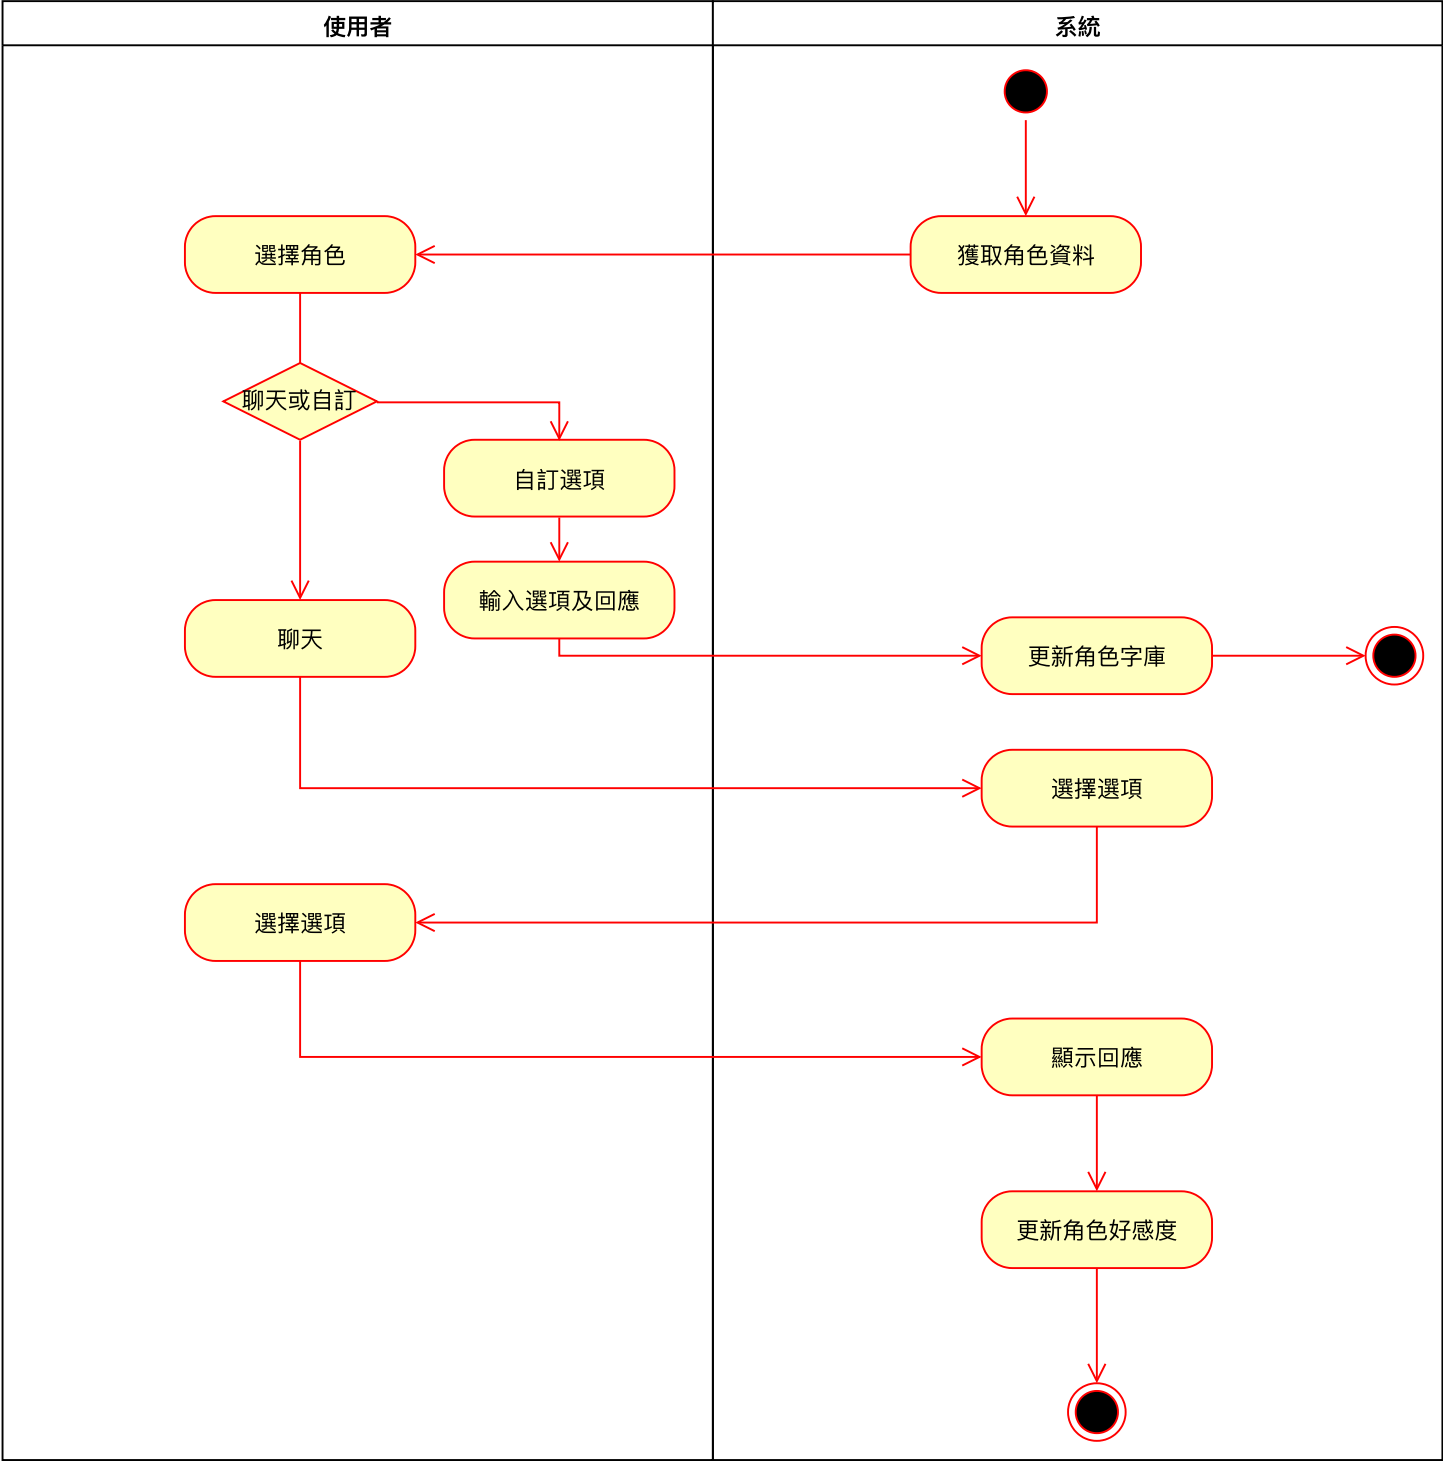 使用者
系統
獲取角色資料
選擇角色
聊天或自訂
自訂選項
輸入選項及回應
聊天
更新角色字庫
選擇選項
選擇選項
顯示回應
更新角色好感度